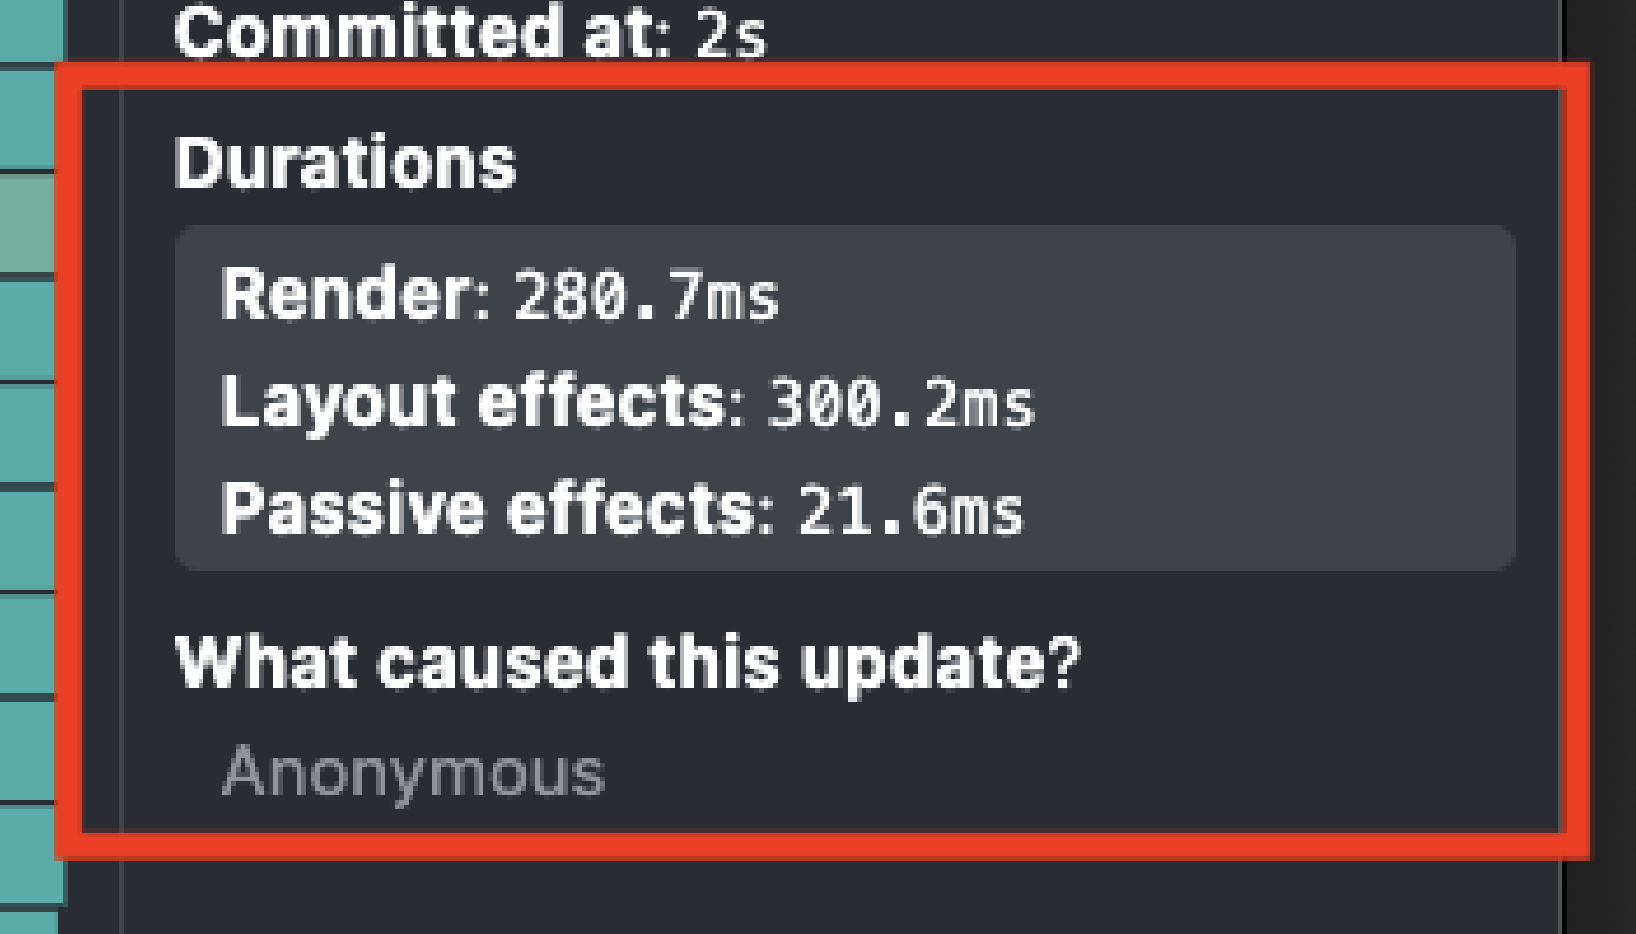 Committed at: 2s
Durations
Render: 280.7ms
Layout effects: 300.2ms
Passive effects: 21.6ms
What caused this update?
Anonymous